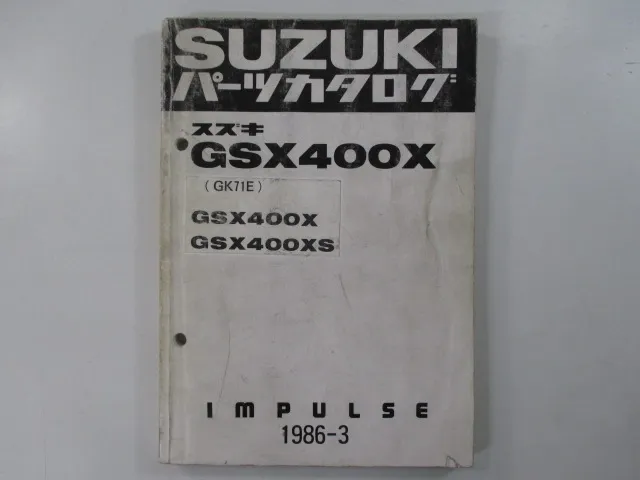 SUZUKI
パーツカタログ
スズキ
GSX400X
(GK71E)
GSX400X
GSX400XS
IMPULSE
1986-3